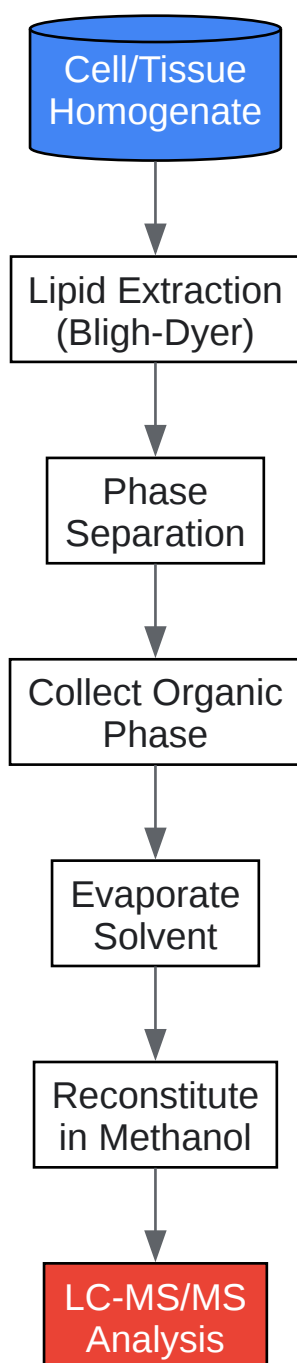 Cell/Tissue
Homogenate
Lipid Extraction
(Bligh-Dyer)
Phase
Separation
Collect Organic
Phase
Evaporate
Solvent
Reconstitute
in Methanol
LC-MS/MS
Analysis